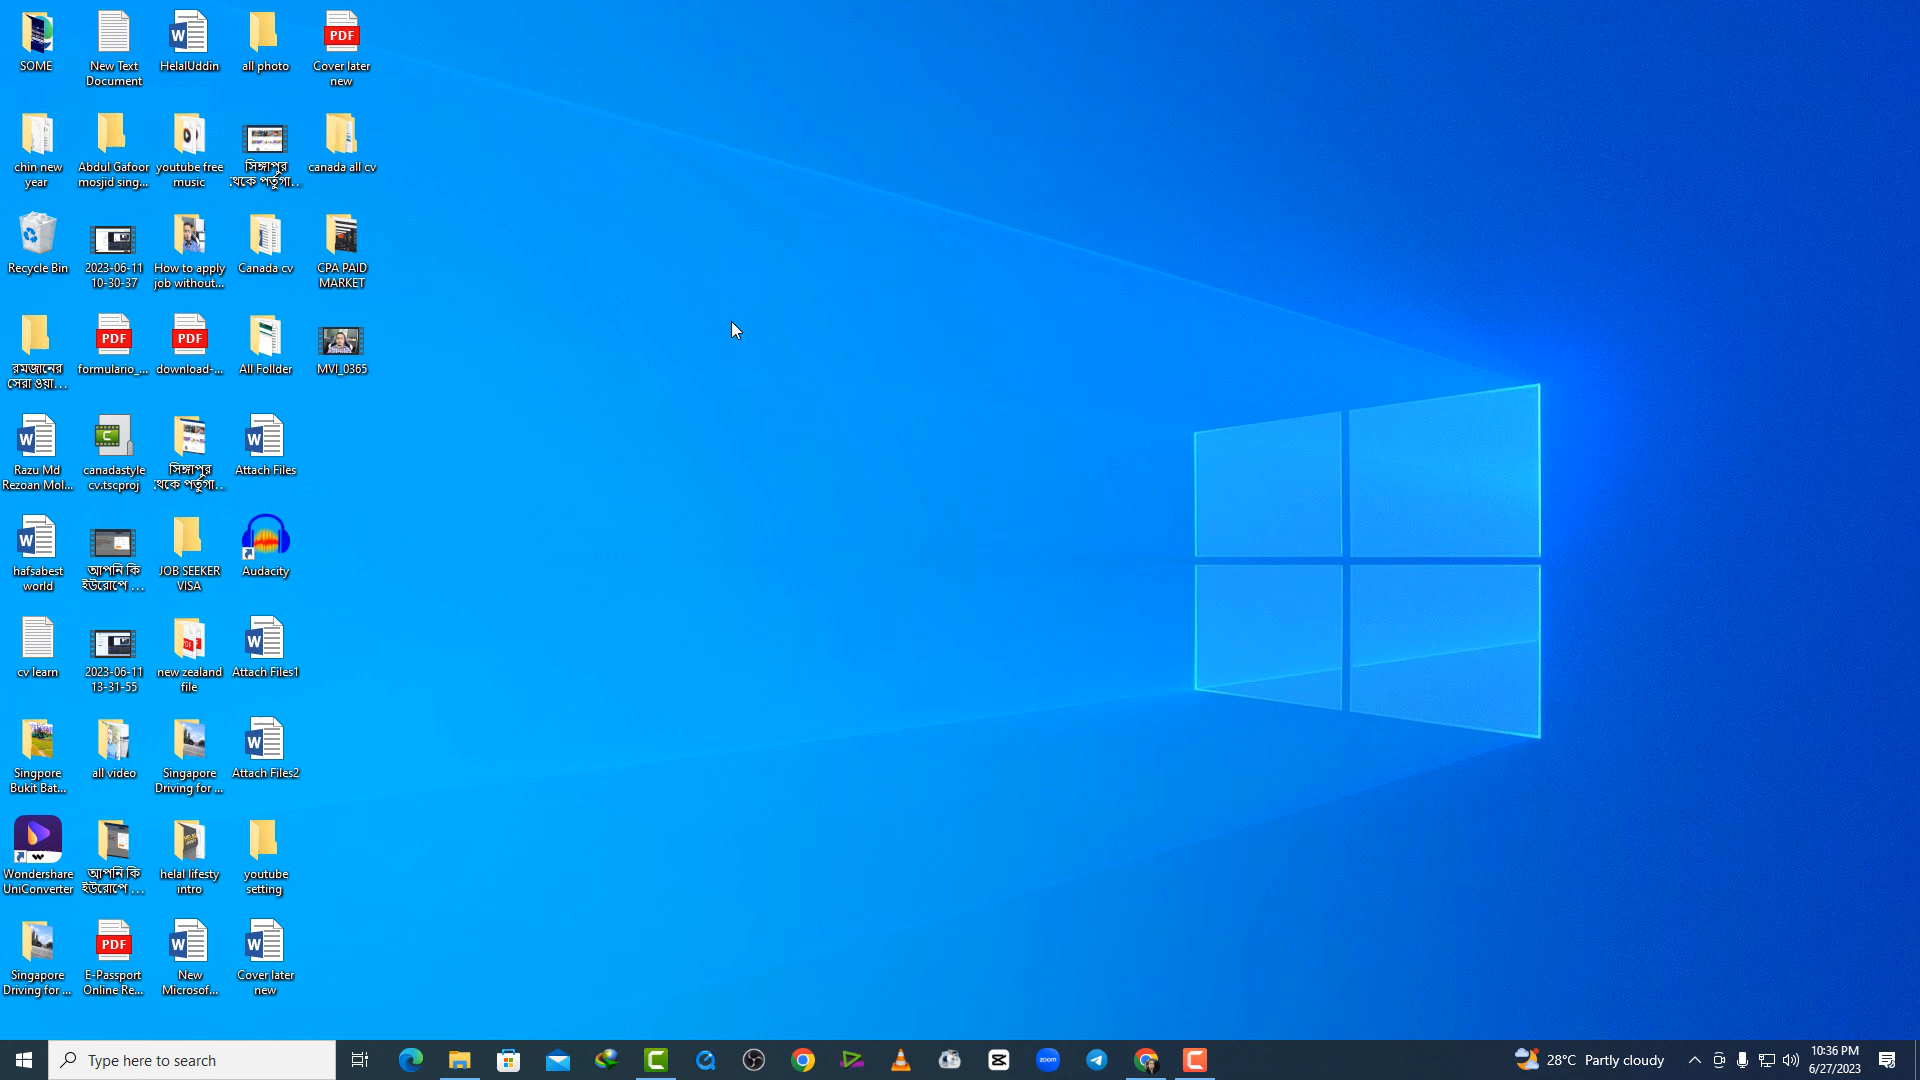 SOME
New Text
Document
HelalUddin
all photo
Cover later
new
chin new
year
Abdul Gafoor
mosjid sing...
youtube free
music
সিঙ্গাপুর
থেকে পর্তুগা...
canada all cv
Recycle Bin
2023-06-11
10-30-37
How to apply
job without...
Canada cv
CPA PAID
MARKET
রমজানের
সেরা ওয়া...
PDF
formulario_...
PDF
download-...
All Follder
MVI_0365
Razu Md
Rezoan Mol...
canadastyle
cv.tscproj
সিঙ্গাপুর
থেকে পর্তুগা...
Attach Files
hafsabest
world
আপনি কি
ইউরোপে ...
JOB SEEKER
VISA
Audacity
cv learn
2023-06-11
13-31-55
new zealand
file
Attach Files1
Singpore
Bukit Bat...
all video
Singapore
Driving for ...
Attach Files2
Wondershare
UniConverter
আপনি কি
ইউরোপে ...
helal lifesty
intro
youtube
setting
Singapore
Driving for ...
PDF
E-Passport
Online Re...
New
Microsof...
Cover later
new
PDF
Type here to search
zoom
28°C Partly cloudy
10:36 PM
6/27/2023